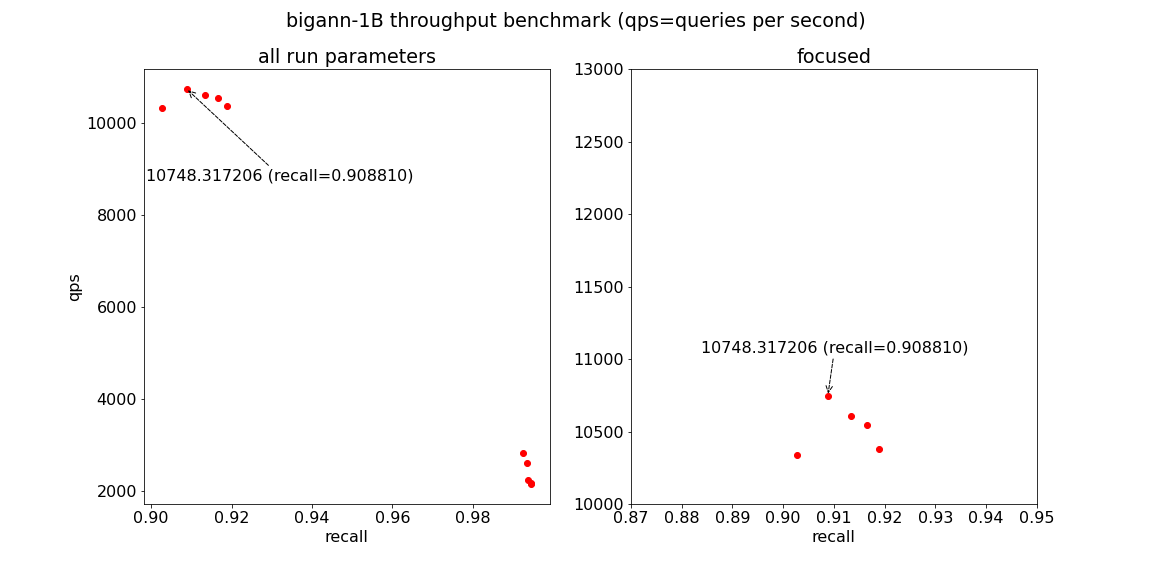 bigann-1B throughput benchmark (qps=queries per second)
all run parameters
10000
8000
6000
4000
2000
qps
10748.317206 (recall=0.908810)
0.90 0.92 0.94 0.96 0.98
recall
focused
13000
12500
12000
11500
11000
10500
10000
10748.317206 (recall=0.908810)
0.87 0.88 0.89 0.90 0.91 0.92 0.93 0.94 0.95
recall